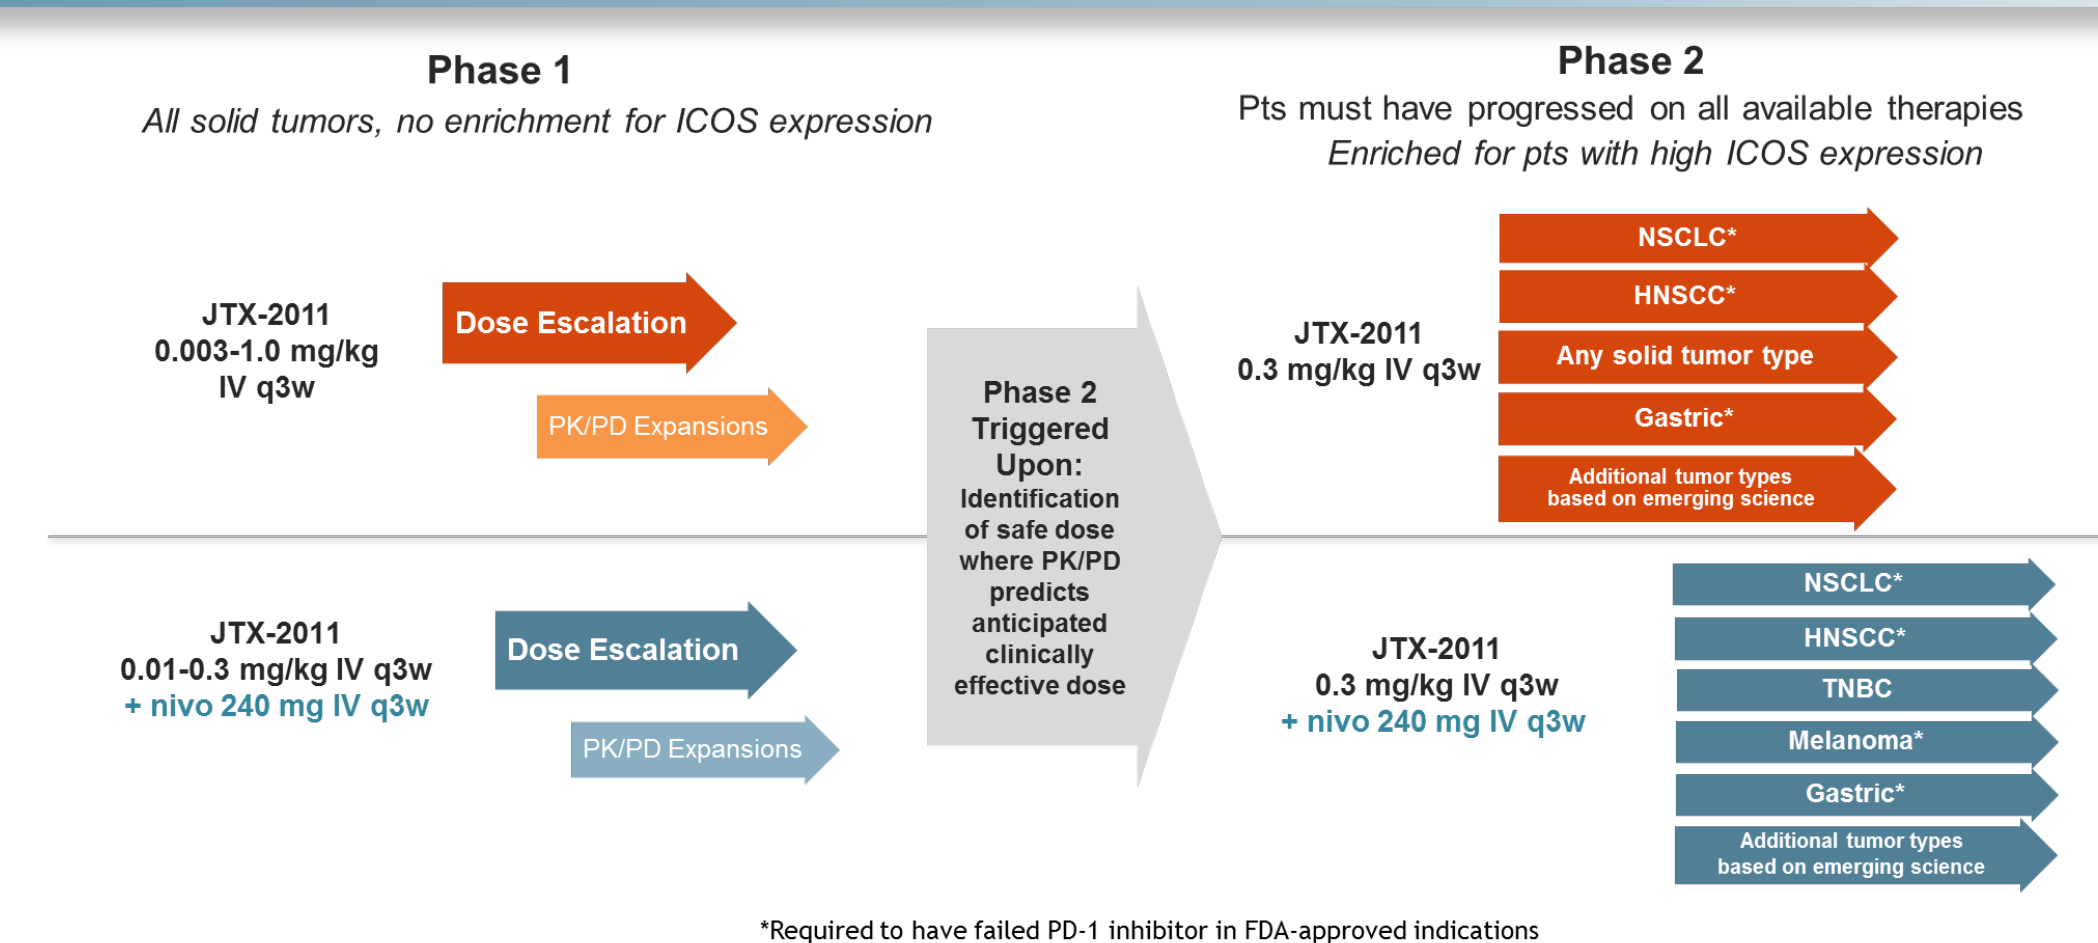 Phase 1
All solid tumors, no enrichment for ICOS expression
JTX-2011
0.003-1.0 mg/kg
IV q3w
Dose Escalation
PK/PD Expansions
JTX-2011
0.01-0.3 mg/kg IV q3w
+ nivo 240 mg IV q3w
Dose Escalation
PK/PD Expansions
Phase 2
Triggered
Upon:
Identification
of safe dose
where PK/PD
predicts
anticipated
clinically
effective dose
Phase 2
Pts must have progressed on all available therapies
Enriched for pts with high ICOS expression
JTX-2011
0.3 mg/kg IV q3w
NSCLC*
HNSCC*
Any solid tumor type
Gastric*
Additional tumor types
based on emerging science
JTX-2011
0.3 mg/kg IV q3w
+ nivo 240 mg IV q3w
NSCLC*
HNSCC*
TNBC
Melanoma*
Gastric*
Additional tumor types
based on emerging science
*Required to have failed PD-1 inhibitor in FDA-approved indications